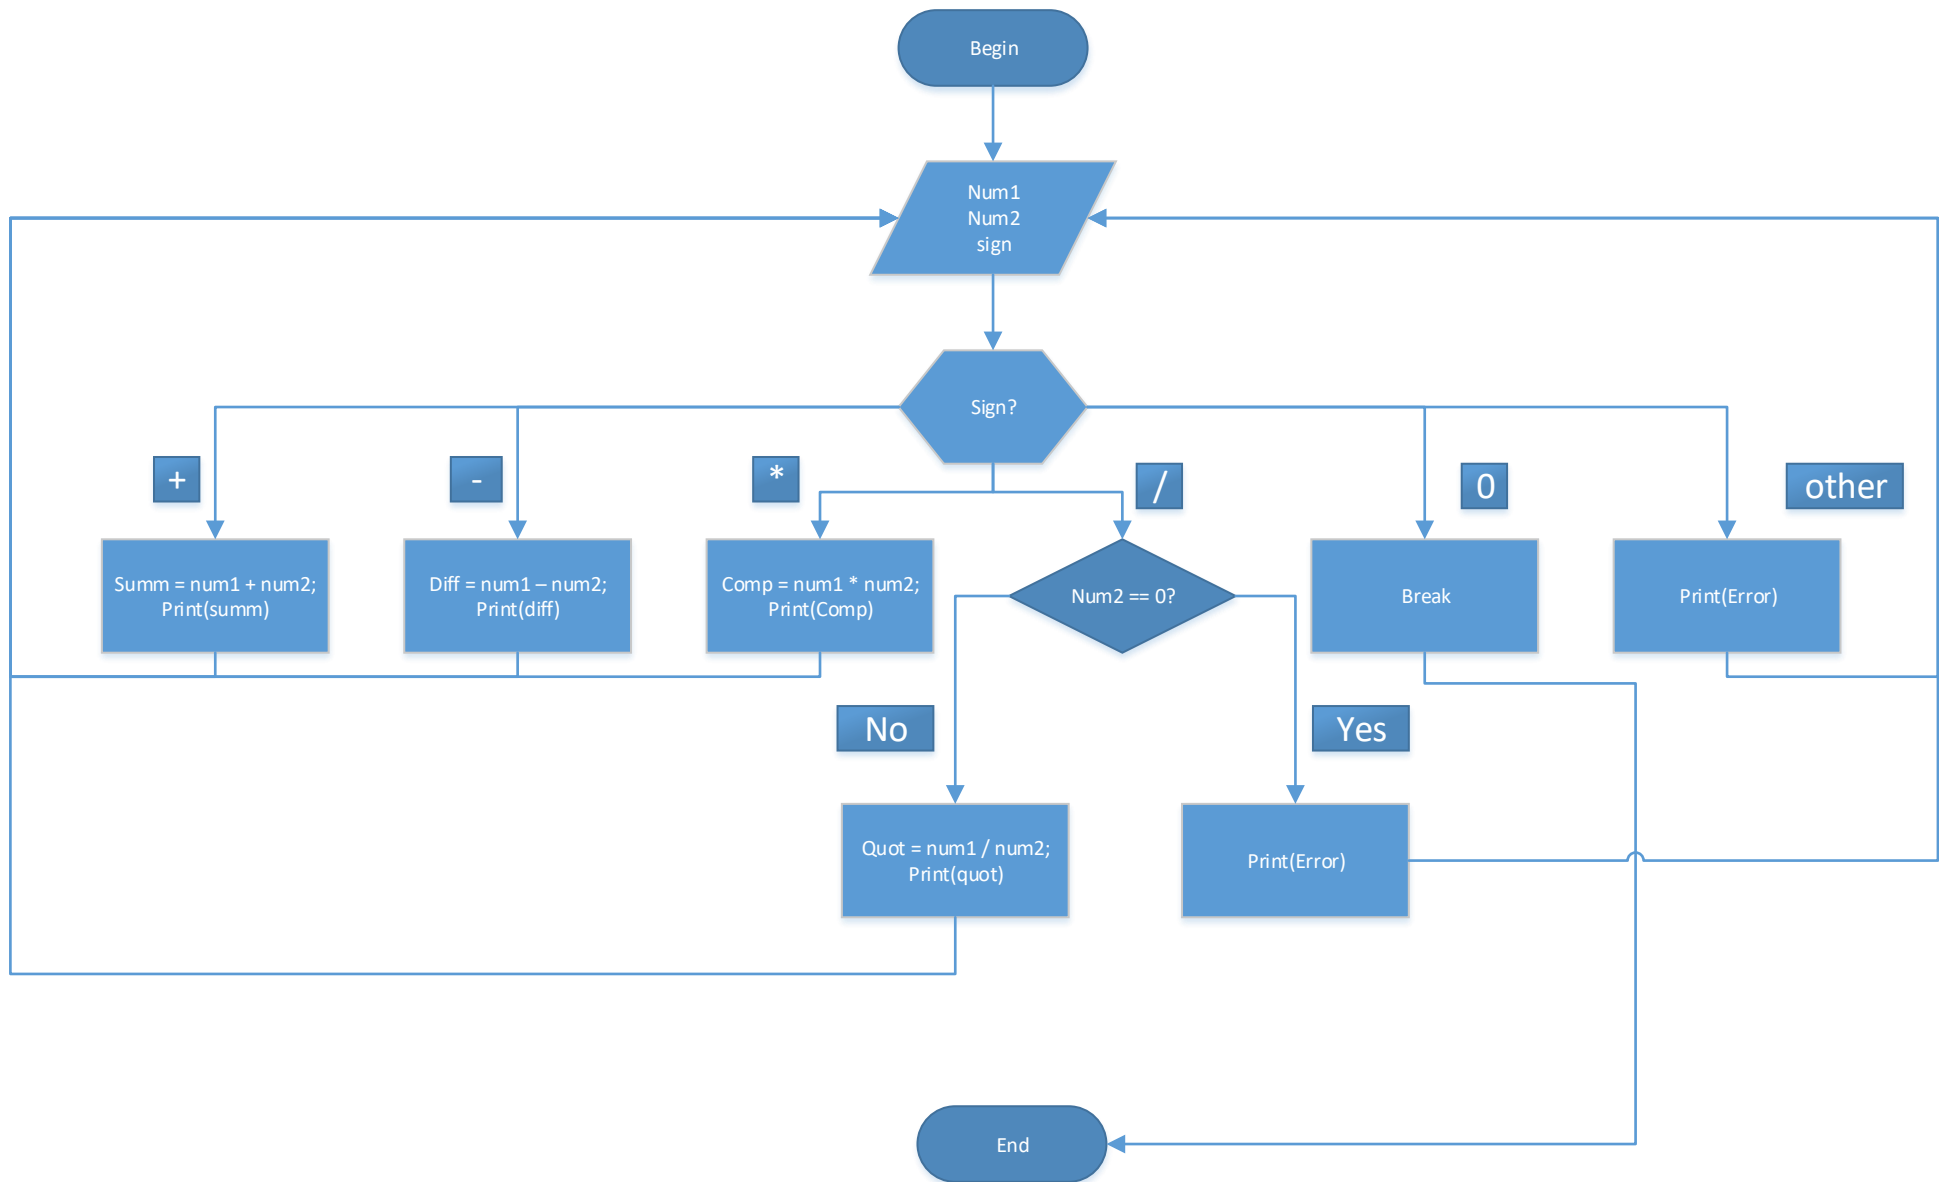 Begin
Num1
Num2
sign
Sign?
+
-
*
/
0
other
Summ = num1 + num2;
Print(summ)
Diff = num1 – num2;
Print(diff)
Comp = num1 * num2;
Print(Comp)
Num2 == 0?
Break
Print(Error)
No
Yes
Quot = num1 / num2;
Print(quot)
Print(Error)
End